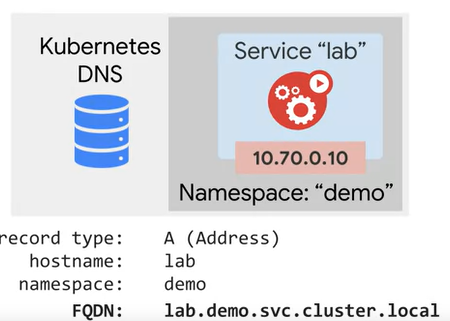 Kubernetes
DNS
Service “lab”
10.70.0.10
Namespace: “demo”
record type: A (Address)
hostname: lab
namespace: demo
FQDN: lab.demo.svc.cluster.local